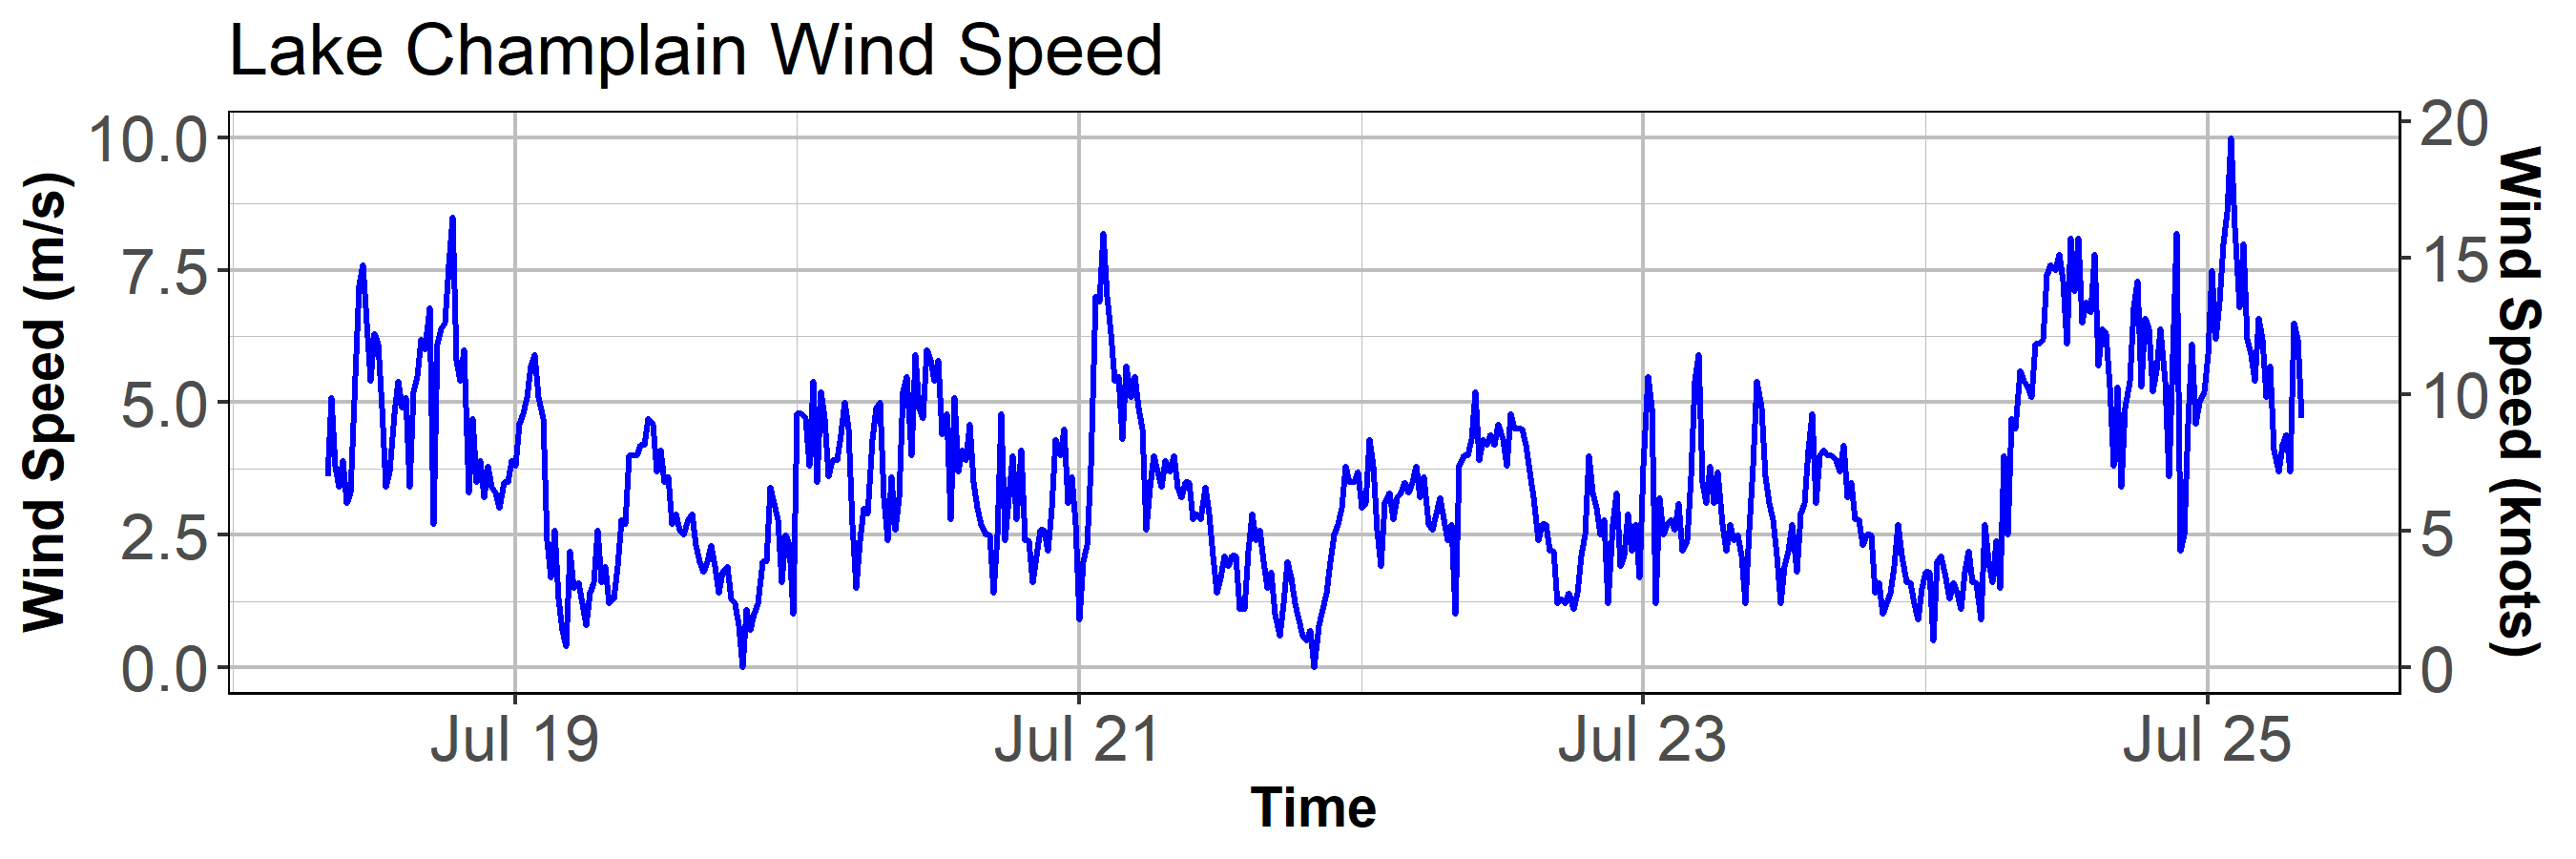 Lake Champlain Wind Speed
Wind Speed (m/s)
10.0
7.5
5.0
2.5
0.0
20
15
10
5
0
Wind Speed (knots)
Jul 19
Jul 21
Jul 23
Jul 25
Time